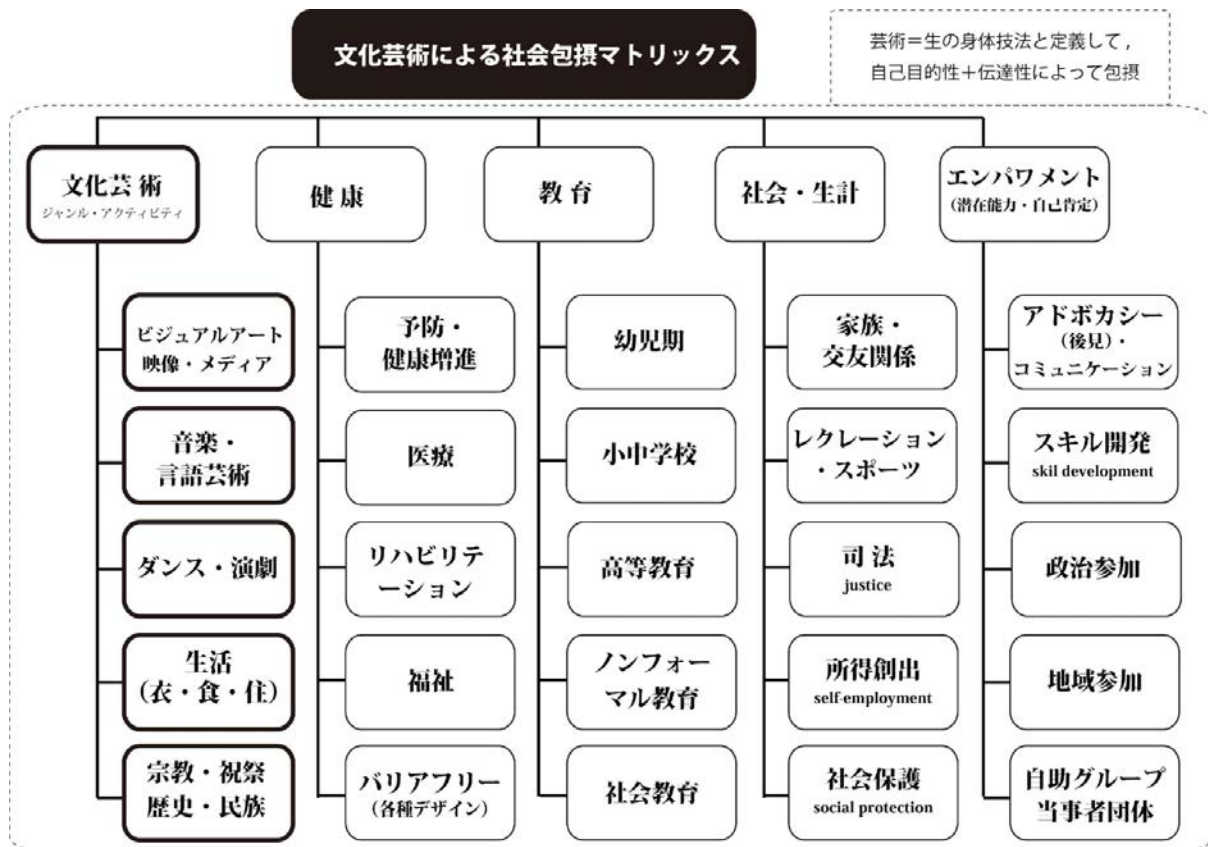 文化芸術による社会包摂マトリックス
芸術＝生の身体技法と定義して，
自己目的性＋伝達性によって包摂
文化芸術
ジャンル・アクティビティ
健康
教育
社会・生計
エンパワメント
（潜在能力・自己肯定）
ビジュアルアート
映像・メディア
音楽・
言語芸術
ダンス・演劇
生活
（衣・食・住）
宗教・祝祭
歴史・民族
予防・
健康増進
医療
リハビリテ
ーション
福祉
バリアフリー
（各種デザイン）
幼児期
小中学校
高等教育
ノンフォー
マル教育
社会教育
家族・
交友関係
レクレーション
・スポーツ
司法
justice
所得創出
self-employment
社会保護
social protection
アドボカシー
（後見）・
コミュニケーション
スキル開発
skil development
政治参加
地域参加
自助グループ
当事者団体